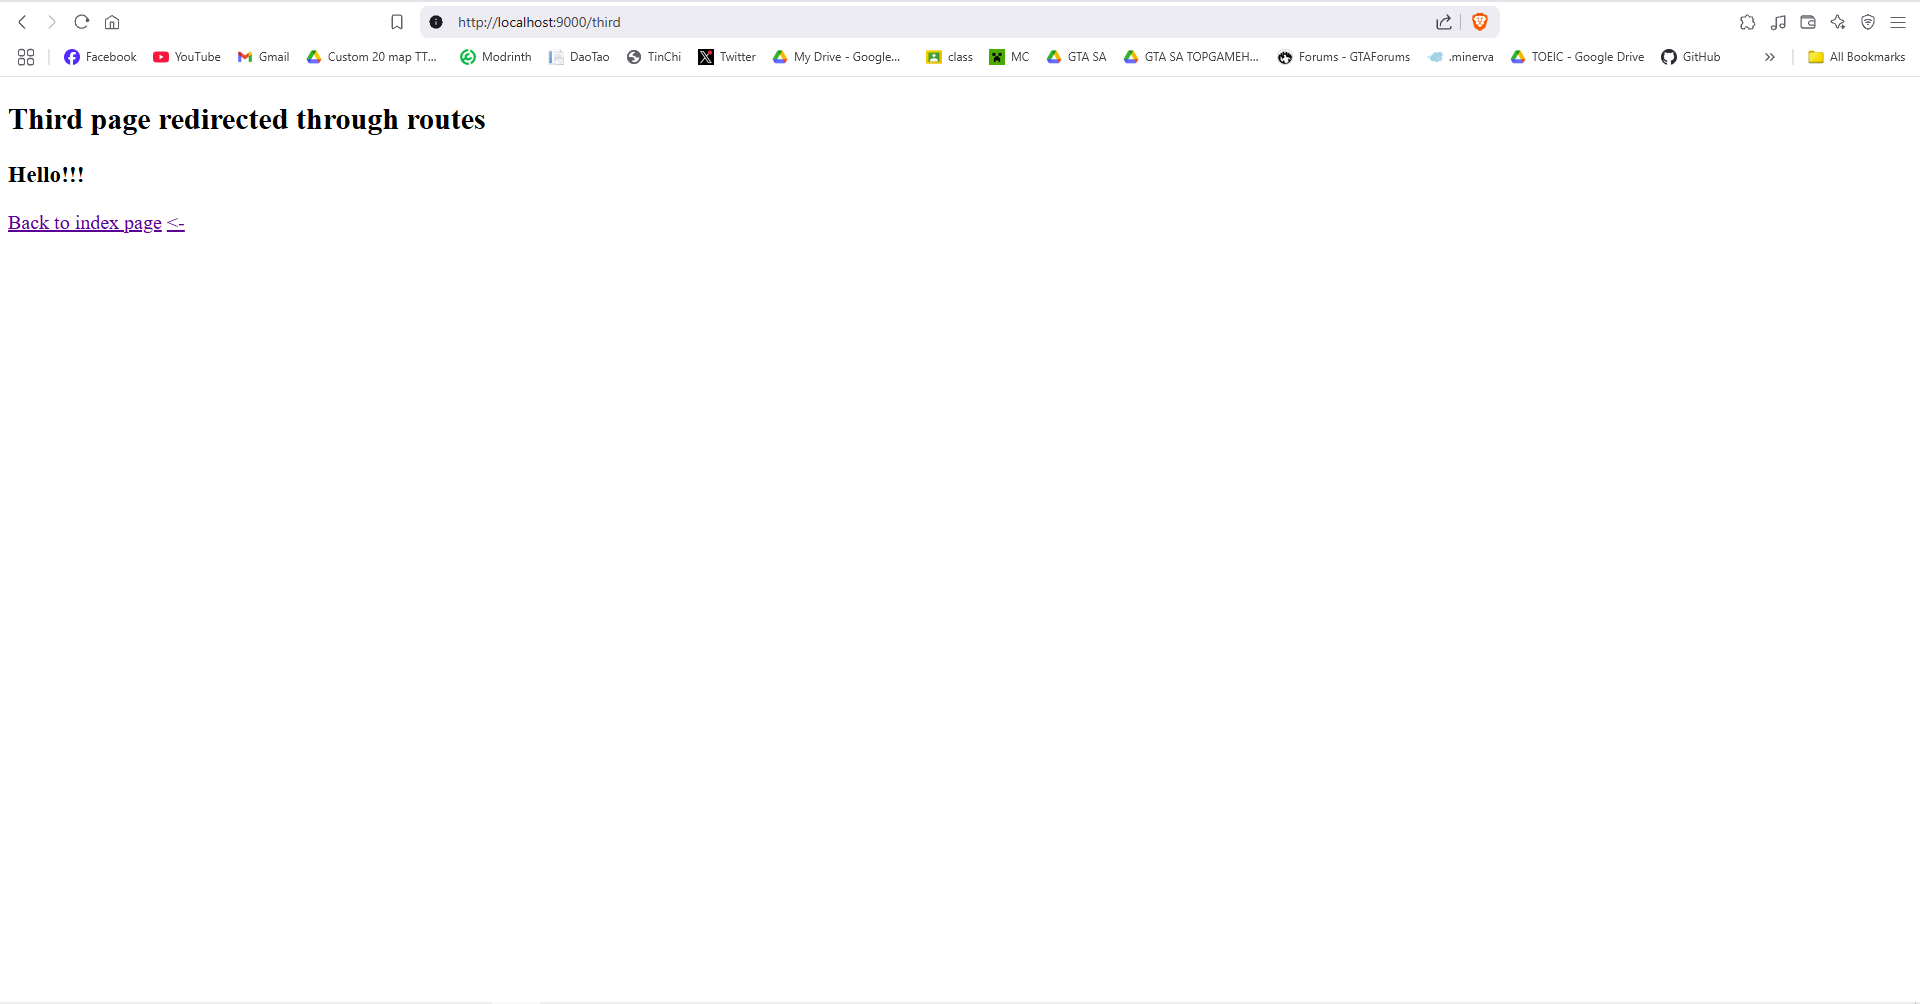 http://localhost:9000/third
Facebook YouTube Gmail Custom 20 map TT... Modrinth DaoTao TinChi Twitter My Drive - Google... class MC GTA SA GTA SA TOPGAMEH... Forums - GTAForums .minerva TOEIC - Google Drive GitHub » All Bookmarks
Third page redirected through routes
Hello!!!
Back to index page <-